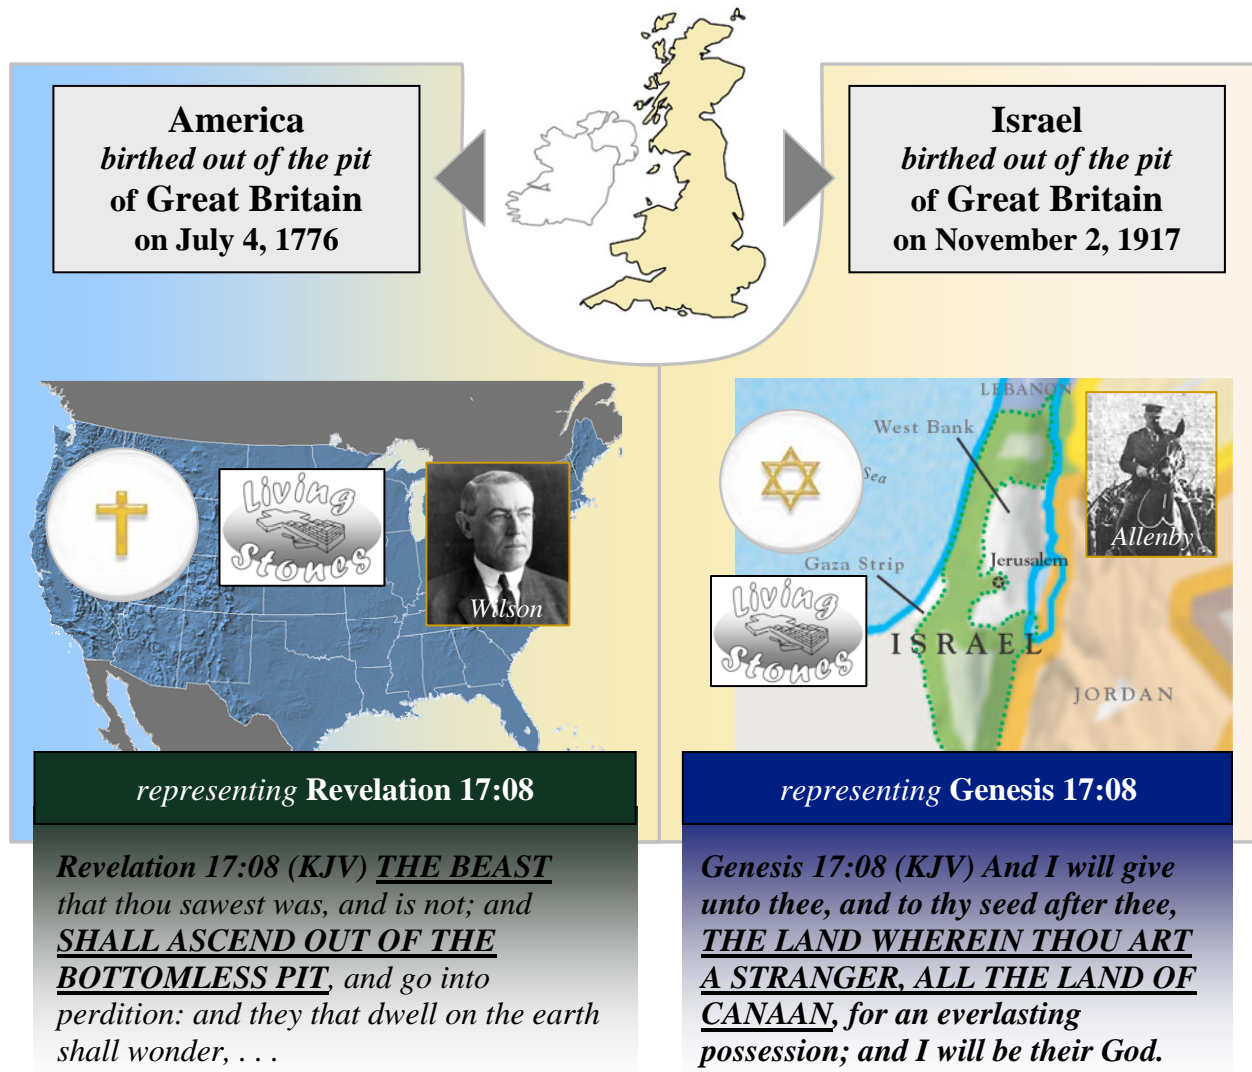 America
birthed out of the pit
of Great Britain
on July 4, 1776
Israel
birthed out of the pit
of Great Britain
on November 2, 1917
Living
Stones
Wilson
LEBANON
West Bank
Sea
Allenby
Gaza Strip
Jerusalem
Living
Stones
ISRAEL
JORDAN
representing Revelation 17:08
Revelation 17:08 (KJV) THE BEAST
that thou sawest was, and is not; and
SHALL ASCEND OUT OF THE
BOTTOMLESS PIT, and go into
perdition: and they that dwell on the earth
shall wonder, . . .
representing Genesis 17:08
Genesis 17:08 (KJV) And I will give
unto thee, and to thy seed after thee,
THE LAND WHEREIN THOU ART
A STRANGER, ALL THE LAND OF
CANAAN, for an everlasting
possession; and I will be their God.